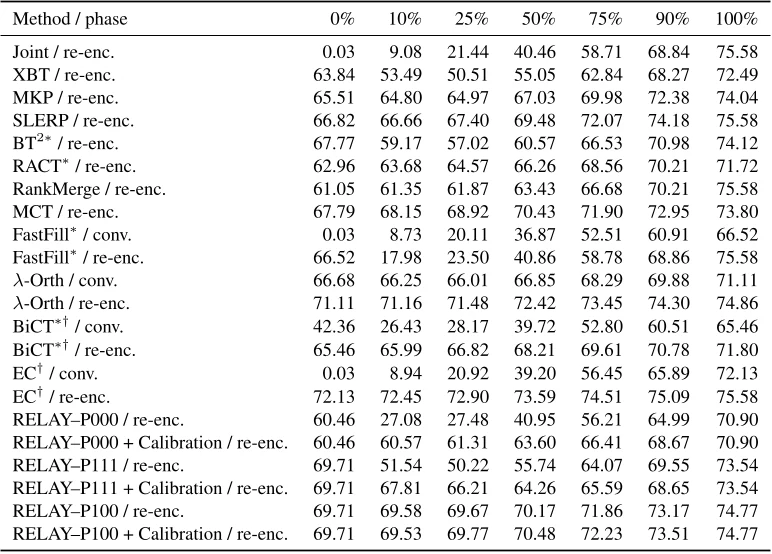 Method / phase 0% 10% 25% 50% 75% 90% 100%
Joint / re-enc. 0.03 9.08 21.44 40.46 58.71 68.84 75.58
XBT / re-enc. 63.84 53.49 50.51 55.05 62.84 68.27 72.49
MKP / re-enc. 65.51 64.80 64.97 67.03 69.98 72.38 74.04
SLERP / re-enc. 66.82 66.66 67.40 69.48 72.07 74.18 75.58
BT²* / re-enc. 67.77 59.17 57.02 60.57 66.53 70.98 74.12
RACT* / re-enc. 62.96 63.68 64.57 66.26 68.56 70.21 71.72
RankMerge / re-enc. 61.05 61.35 61.87 63.43 66.68 70.21 75.58
MCT / re-enc. 67.79 68.15 68.92 70.43 71.90 72.95 73.80
FastFill* / conv. 0.03 8.73 20.11 36.87 52.51 60.91 66.52
FastFill* / re-enc. 66.52 17.98 23.50 40.86 58.78 68.86 75.58
λ-Orth / conv. 66.68 66.25 66.01 66.85 68.29 69.88 71.11
λ-Orth / re-enc. 71.11 71.16 71.48 72.42 73.45 74.30 74.86
BiCT*† / conv. 42.36 26.43 28.17 39.72 52.80 60.51 65.46
BiCT*† / re-enc. 65.46 65.99 66.82 68.21 69.61 70.78 71.80
EC† / conv. 0.03 8.94 20.92 39.20 56.45 65.89 72.13
EC† / re-enc. 72.13 72.45 72.90 73.59 74.51 75.09 75.58
RELAY–P000 / re-enc. 60.46 27.08 27.48 40.95 56.21 64.99 70.90
RELAY–P000 + Calibration / re-enc. 60.46 60.57 61.31 63.60 66.41 68.67 70.90
RELAY–P111 / re-enc. 69.71 51.54 50.22 55.74 64.07 69.55 73.54
RELAY–P111 + Calibration / re-enc. 69.71 67.81 66.21 64.26 65.59 68.65 73.54
RELAY–P100 / re-enc. 69.71 69.58 69.67 70.17 71.86 73.17 74.77
RELAY–P100 + Calibration / re-enc. 69.71 69.53 69.77 70.48 72.23 73.51 74.77